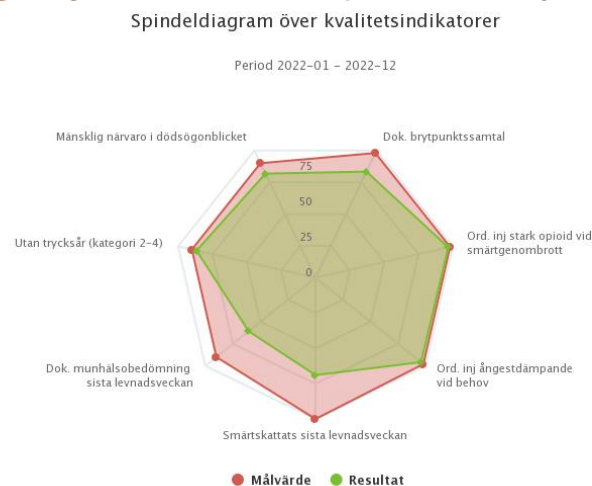 Spindeldiagram över kvalitetsindikatorer
Period 2022-01 - 2022-12
Mänsklig närvaro i dödsögonblicket
Dok. brytpunktssamtal
75
50
25
0
Utan trycksår (kategori 2-4)
Ord. inj stark opioid vid
smärtgenombrott
Dok. munhälsobedömning
sista levnadsveckan
Ord. inj ångestdämpande
vid behov
Smärtskattats sista levnadsveckan
Målvärde Resultat